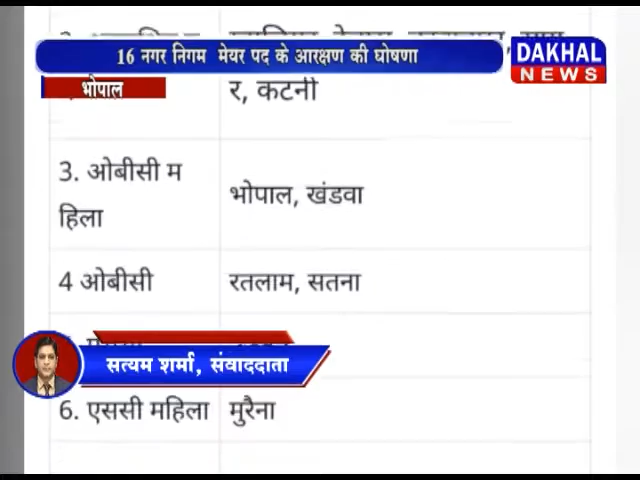 16 नगर निगम मेयर पद के आरक्षण की घोषणा
DAKHAL
NEWS
भोपाल
र, कटनी
3. ओबीसी म
हिला
भोपाल, खंडवा
4 ओबीसी
रतलाम, सतना
सत्यम शर्मा, संवाददाता
6. एससी महिला
मुरैना